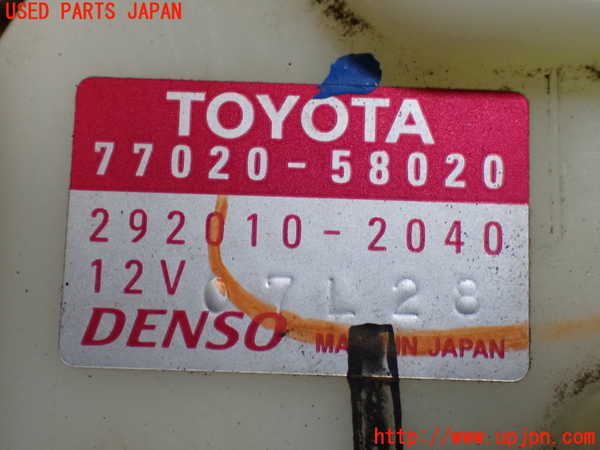 USED PARTS JAPAN
TOYOTA
77020-58020
292010-2040
12V 07L28
DENSO MADE IN JAPAN
http://www.upjpn.com/